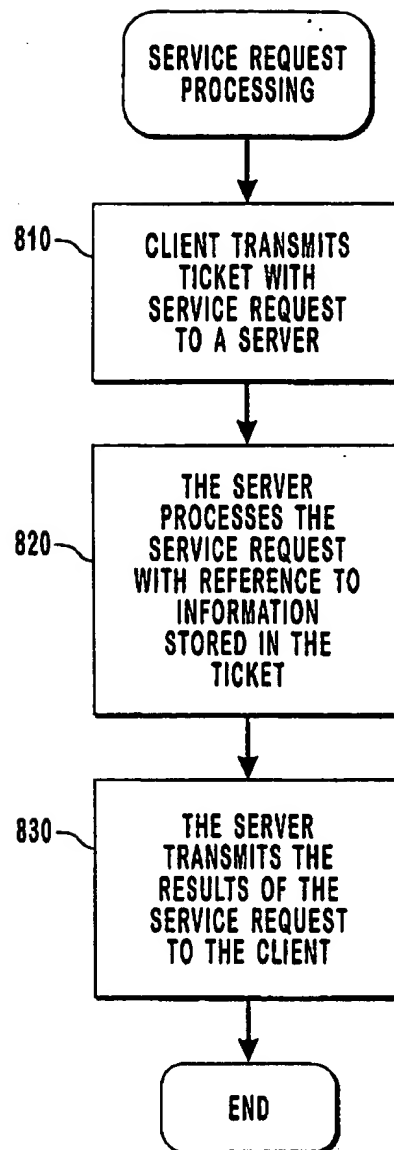 SERVICE REQUEST
PROCESSING
810
CLIENT TRANSMITS
TICKET WITH
SERVICE REQUEST
TO A SERVER
820
THE SERVER
PROCESSES THE
SERVICE REQUEST
WITH REFERENCE TO
INFORMATION
STORED IN THE
TICKET
830
THE SERVER
TRANSMITS THE
RESULTS OF THE
SERVICE REQUEST
TO THE CLIENT
END